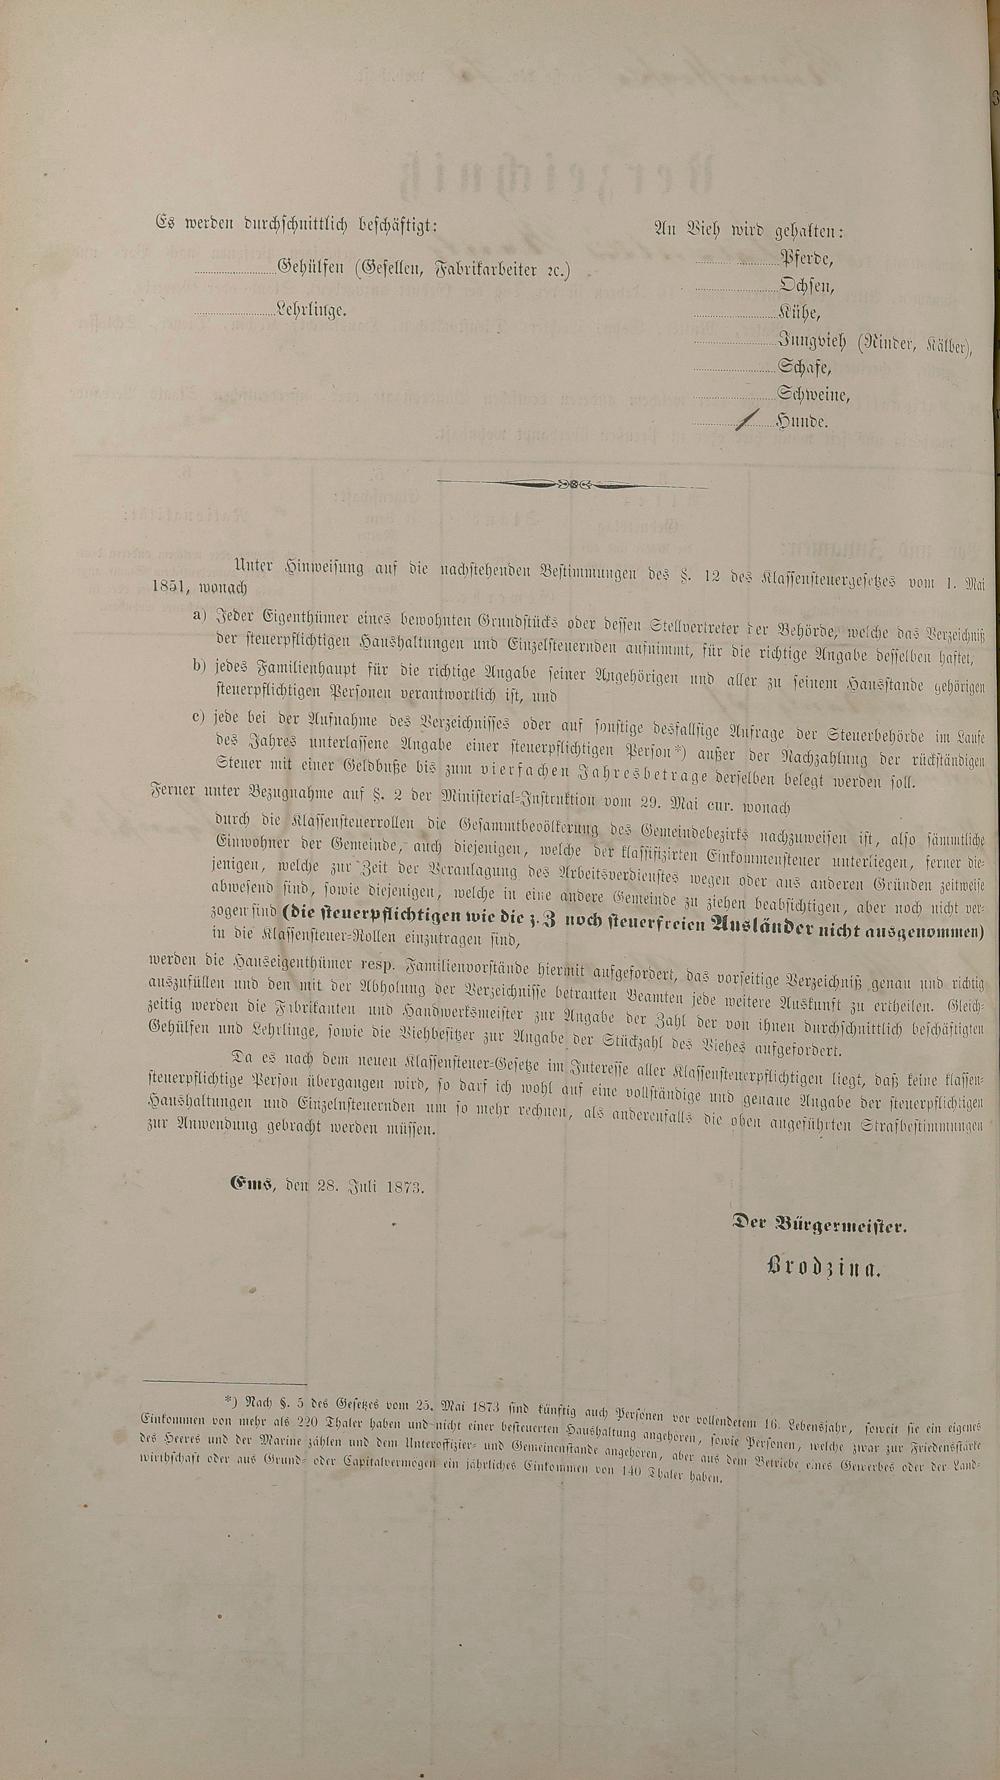 Es werden durchschnittlich beschäftigt:
Gehülfen (Gesellen, Fabrikarbeiter ꝛc.)
Lehrlinge.
An Vieh wird gehalten:
Pferde,
Ochsen,
Kühe,
Jungvieh (Rinder, Kälber),
Schafe,
Schweine,
1 Hunde.
Unter Hinweisung auf die nachstehenden Bestimmungen des §. 12 des Klassensteuergesetzes vom 1. Mai
1851, wonach
a) Jeder Eigenthümer eines bewohnten Grundstücks oder dessen Stellvertreter der Behörde, welche das Verzeichniß
der steuerpflichtigen Haushaltungen und Einzelsteuernden aufnimmt, für die richtige Angabe desselben haftet,
b) jedes Familienhaupt für die richtige Angabe seiner Angehörigen und aller zu seinem Hausstande gehörigen
steuerpflichtigen Personen verantwortlich ist, und
c) jede bei der Aufnahme des Verzeichnisses oder auf sonstige desfallsige Anfrage der Steuerbehörde im Laufe
des Jahres unterlassene Angabe einer steuerpflichtigen Person*) außer der Nachzahlung der rückständigen
Steuer mit einer Geldbuße bis zum vierfachen Jahresbetrage derselben belegt werden soll.
Ferner unter Bezugnahme auf §. 2 der Ministerial-Instruktion vom 29. Mai cur. wonach
durch die Klassensteuerrollen die Gesammtbevölkerung des Gemeindebezirks nachzuweisen ist, also sämmtliche
Einwohner der Gemeinde, auch diejenigen, welche der klassifizirten Einkommensteuer unterliegen, ferner die-
jenigen, welche zur Zeit der Veranlagung des Arbeitsverdienstes wegen oder aus anderen Gründen zeitweise
abwesend sind, sowie diejenigen, welche in eine andere Gemeinde zu ziehen beabsichtigen, aber noch nicht ver-
zogen sind (die steuerpflichtigen wie die z. Z noch steuerfreien Ausländer nicht ausgenommen)
in die Klassensteuer-Rollen einzutragen sind,
werden die Hauseigenthümer resp. Familienvorstände hiermit aufgefordert, das vorseitige Verzeichniß genau und richtig
auszufüllen und den mit der Abholung der Verzeichnisse betrauten Beamten jede weitere Auskunft zu ertheilen. Gleich-
zeitig werden die Fabrikanten und Handwerksmeister zur Angabe der Zahl der von ihnen durchschnittlich beschäftigten
Gehülfen und Lehrlinge, sowie die Viehbesitzer zur Angabe der Stückzahl des Viehes aufgefordert.
Da es nach dem neuen Klassensteuer-Gesetze im Interesse aller Klassensteuerpflichtigen liegt, daß keine klassen-
steuerpflichtige Person übergangen wird, so darf ich wohl auf eine vollständige und genaue Angabe der steuerpflichtigen
Haushaltungen und Einzelnsteuernden um so mehr rechnen, als anderenfalls die oben angeführten Strafbestimmungen
zur Anwendung gebracht werden müssen.
Ems, den 28. Juli 1873.
Der Bürgermeister.
Brodzina.
*) Nach §. 5 des Gesetzes vom 25. Mai 1873 sind künftig auch Personen vor vollendetem 16. Lebensjahr, soweit sie ein eigenes
Einkommen von mehr als 220 Thaler haben und nicht einer besteuerten Haushaltung angehören, sowie Personen, welche zwar zur Friedensstärke
des Heeres und der Marine zählen und dem Unteroffizier- und Gemeinenstande angehören, aber aus dem Betriebe eines Gewerbes oder der Land-
wirthschaft oder aus Grund- oder Capitalvermögen ein jährliches Einkommen von 140 Thaler haben.